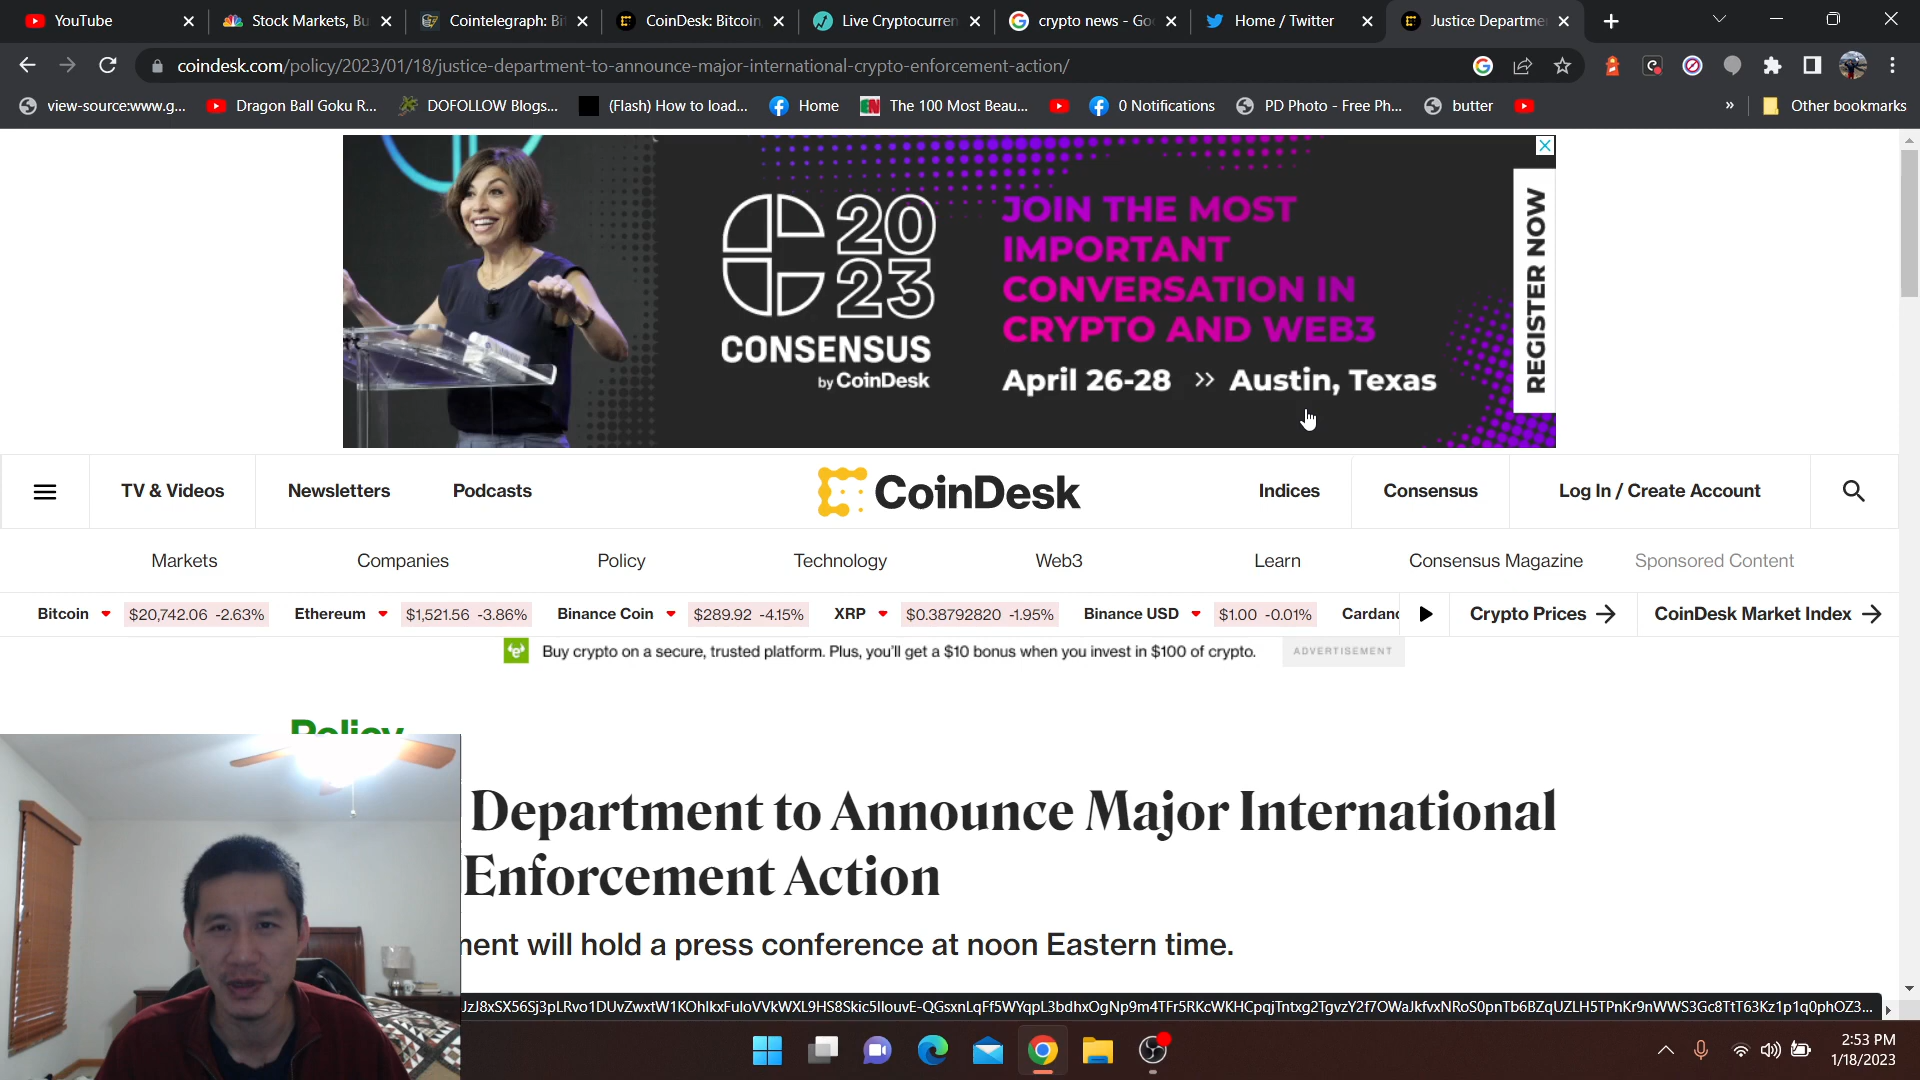 YouTube
Stock Markets, Bu
Cointelegraph: Bi
CoinDesk: Bitcoin,
Live Cryptocurren
crypto news - Go
Home / Twitter
Justice Departme
coindesk.com/policy/2023/01/18/justice-department-to-announce-major-international-crypto-enforcement-action/
view-source:www.g...
Dragon Ball Goku R...
DOFOLLOW Blogs...
(Flash) How to load...
Home
The 100 Most Beau...
0 Notifications
PD Photo - Free Ph...
butter
»
Other bookmarks
2023
CONSENSUS
by CoinDesk
JOIN THE MOST
IMPORTANT
CONVERSATION IN
CRYPTO AND WEB3
April 26-28 >> Austin, Texas
REGISTER NOW
TV & Videos
Newsletters
Podcasts
CoinDesk
Indices
Consensus
Log In / Create Account
Markets
Companies
Policy
Technology
Web3
Learn
Consensus Magazine
Sponsored Content
Bitcoin $20,742.06 -2.63%
Ethereum $1,521.56 -3.86%
Binance Coin $289.92 -4.15%
XRP $0.38792820 -1.95%
Binance USD $1.00 -0.01%
Cardano
Crypto Prices →
CoinDesk Market Index →
Buy crypto on a secure, trusted platform. Plus, you'll get a $10 bonus when you invest in $100 of crypto.
ADVERTISEMENT
Policy
Department to Announce Major International
Enforcement Action
ment will hold a press conference at noon Eastern time.
2:53 PM
1/18/2023